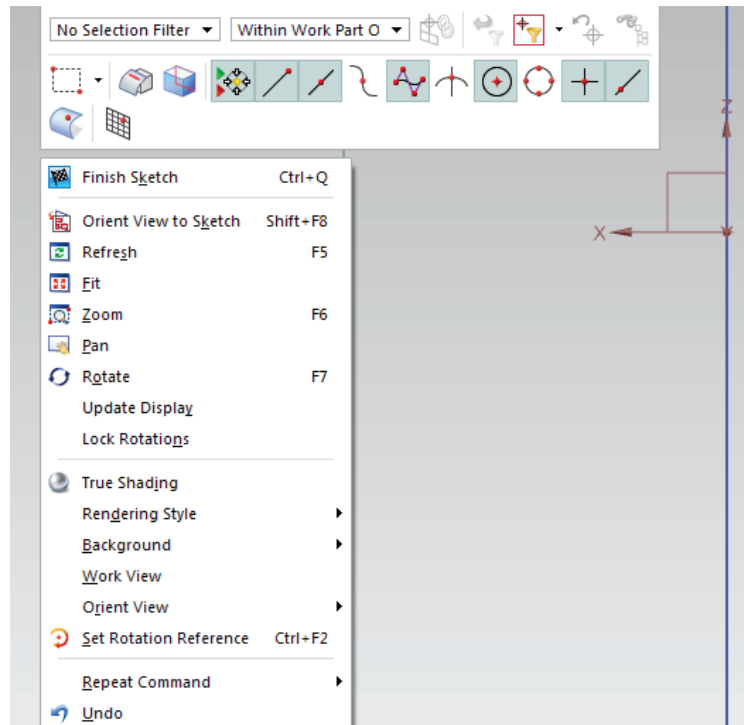 No Selection Filter Within Work Part O
Finish Sketch Ctrl+Q
Orient View to Sketch Shift+F8
Refresh F5
Fit
Zoom F6
Pan
Rotate F7
Update Display
Lock Rotations
True Shading
Rendering Style
Background
Work View
Orient View
Set Rotation Reference Ctrl+F2
Repeat Command
Undo
Z
X